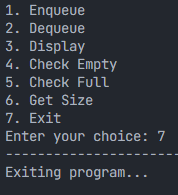 1. Enqueue
2. Dequeue
3. Display
4. Check Empty
5. Check Full
6. Get Size
7. Exit
Enter your choice: 7
----------------------
Exiting program...